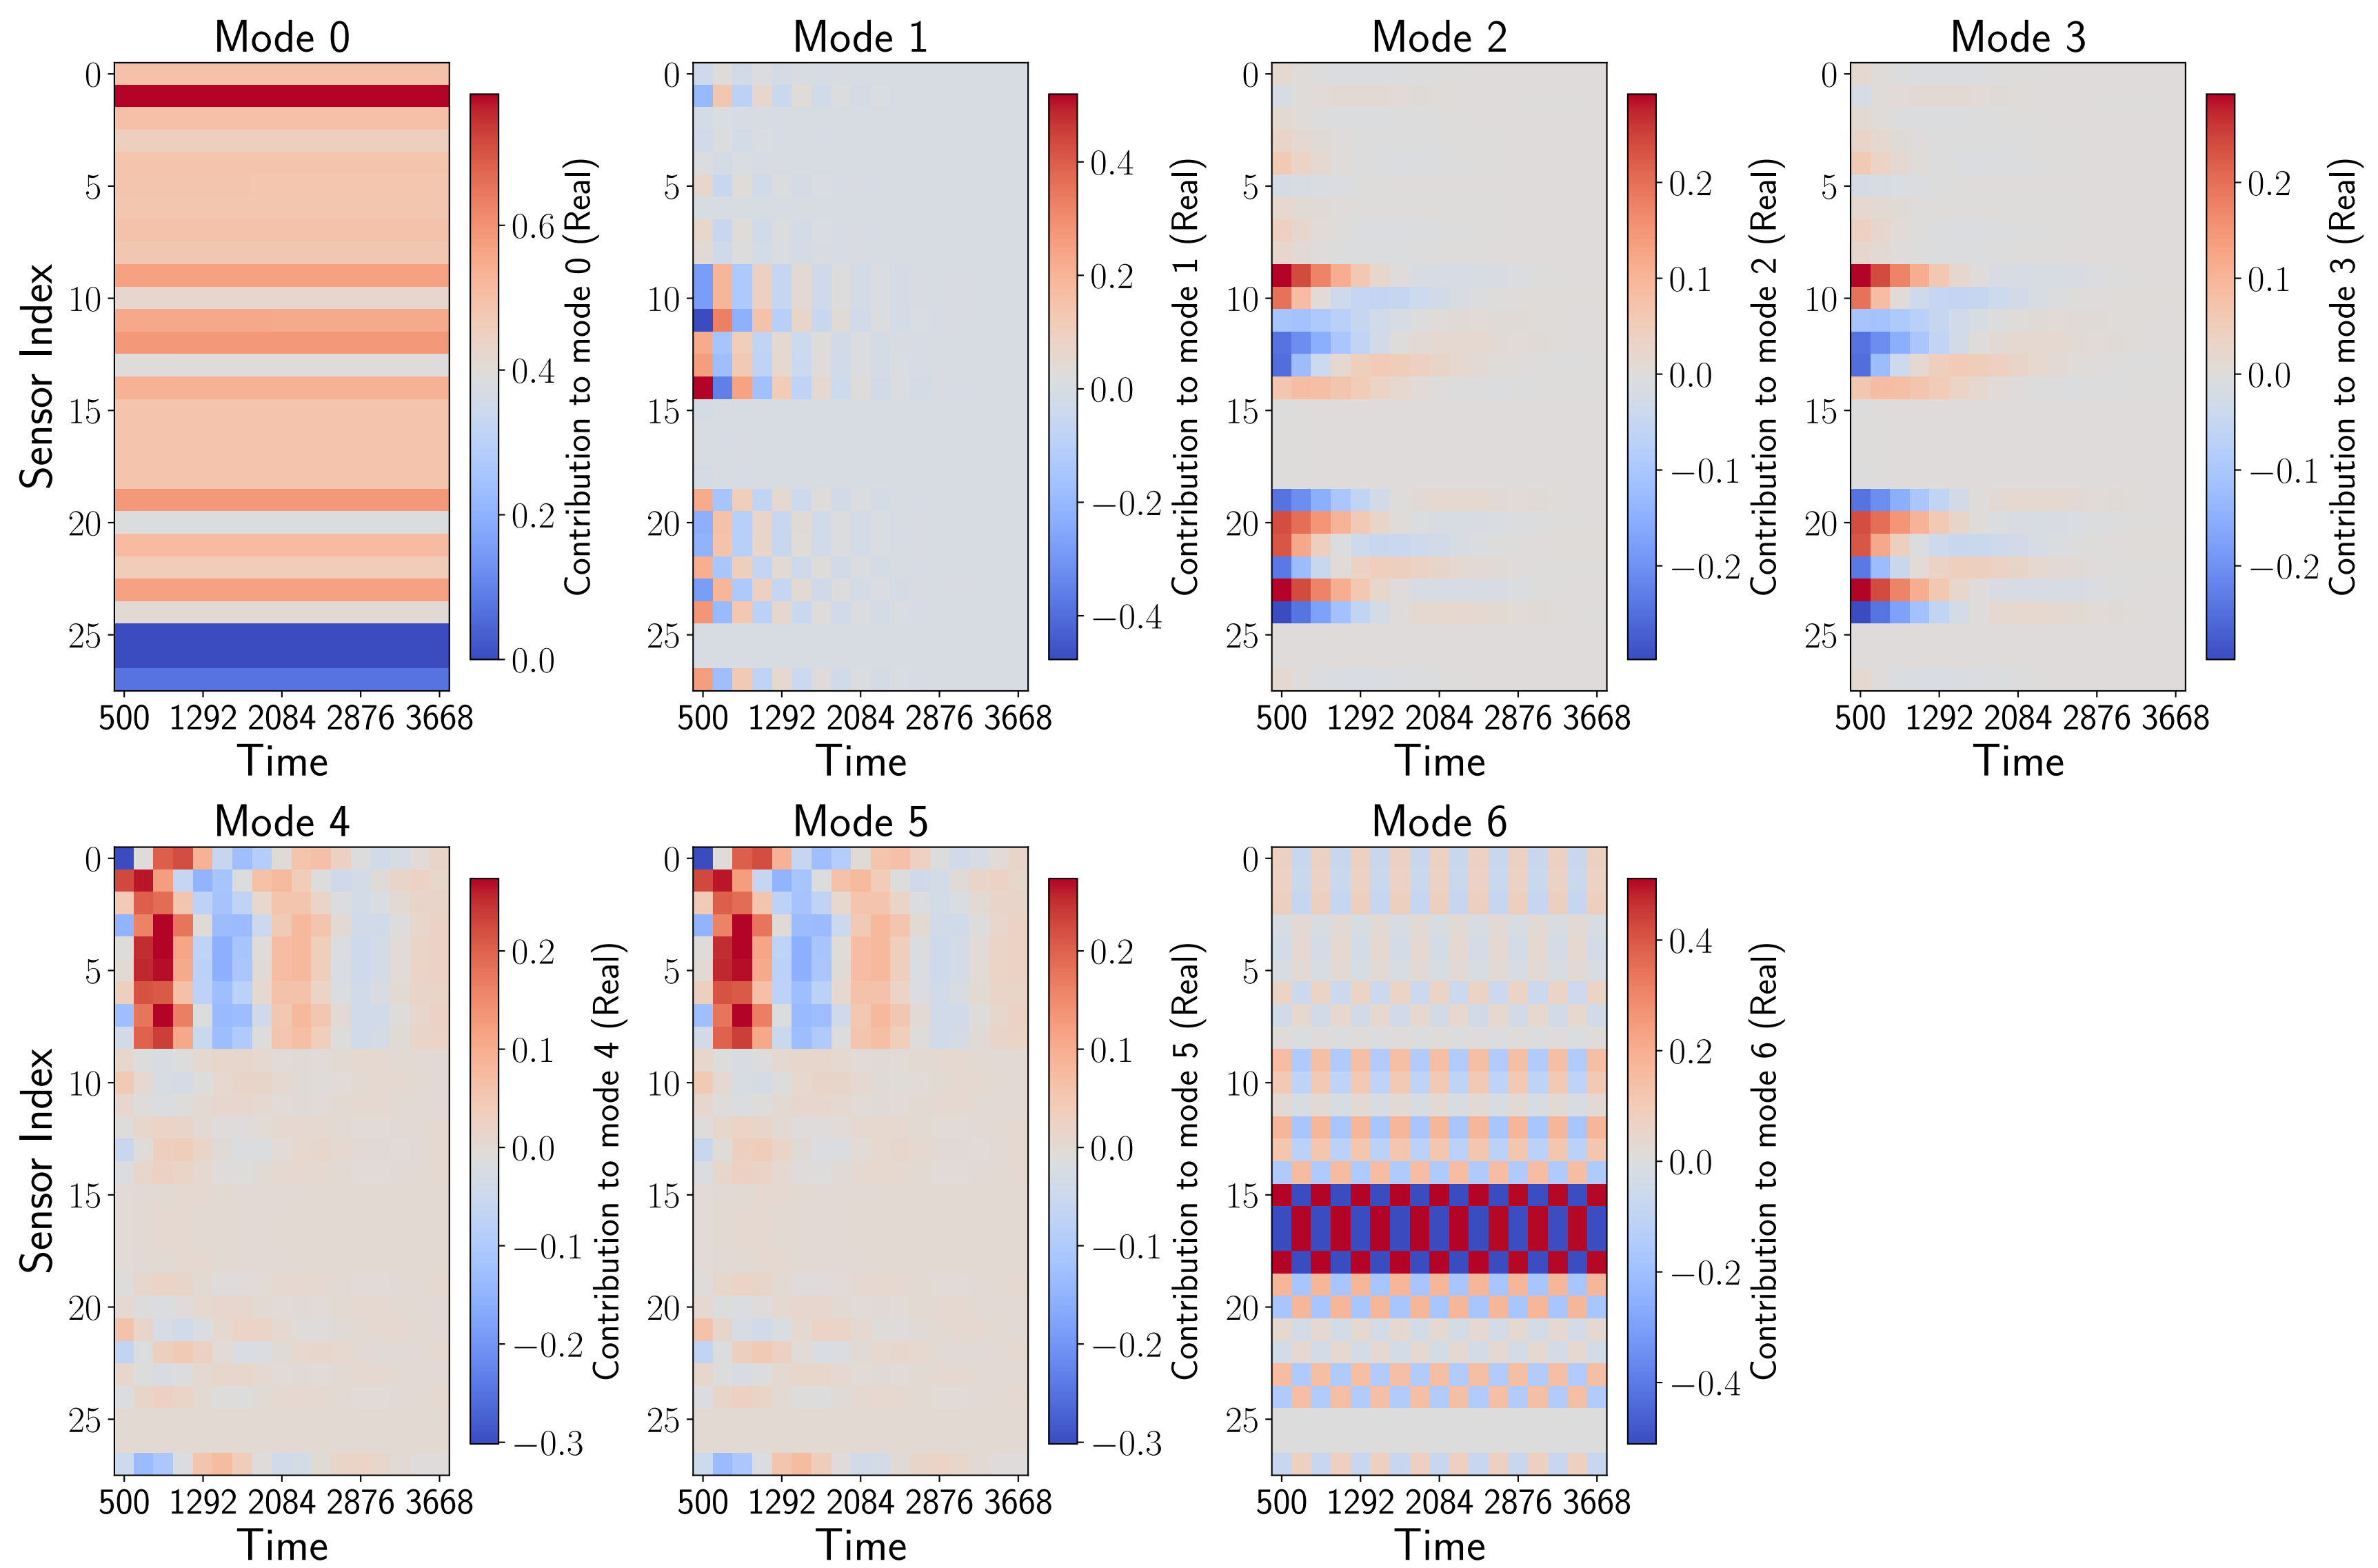 Mode 0
Mode 1
Mode 2
Mode 3
0
5
10
15
20
25
Sensor Index
500 1292 2084 2876 3668
Time
0.6
0.4
0.2
0.0
Contribution to mode 0 (Real)
0
5
10
15
20
25
500 1292 2084 2876 3668
Time
0.4
0.2
0.0
−0.2
−0.4
Contribution to mode 1 (Real)
0
5
10
15
20
25
500 1292 2084 2876 3668
Time
0.2
0.1
0.0
−0.1
−0.2
Contribution to mode 2 (Real)
0
5
10
15
20
25
500 1292 2084 2876 3668
Time
0.2
0.1
0.0
−0.1
−0.2
Contribution to mode 3 (Real)
Mode 4
Mode 5
Mode 6
0
5
10
15
20
25
Sensor Index
500 1292 2084 2876 3668
Time
0.2
0.1
0.0
−0.1
−0.2
−0.3
Contribution to mode 4 (Real)
0
5
10
15
20
25
500 1292 2084 2876 3668
Time
0.2
0.1
0.0
−0.1
−0.2
−0.3
Contribution to mode 5 (Real)
0
5
10
15
20
25
500 1292 2084 2876 3668
Time
0.4
0.2
0.0
−0.2
−0.4
Contribution to mode 6 (Real)